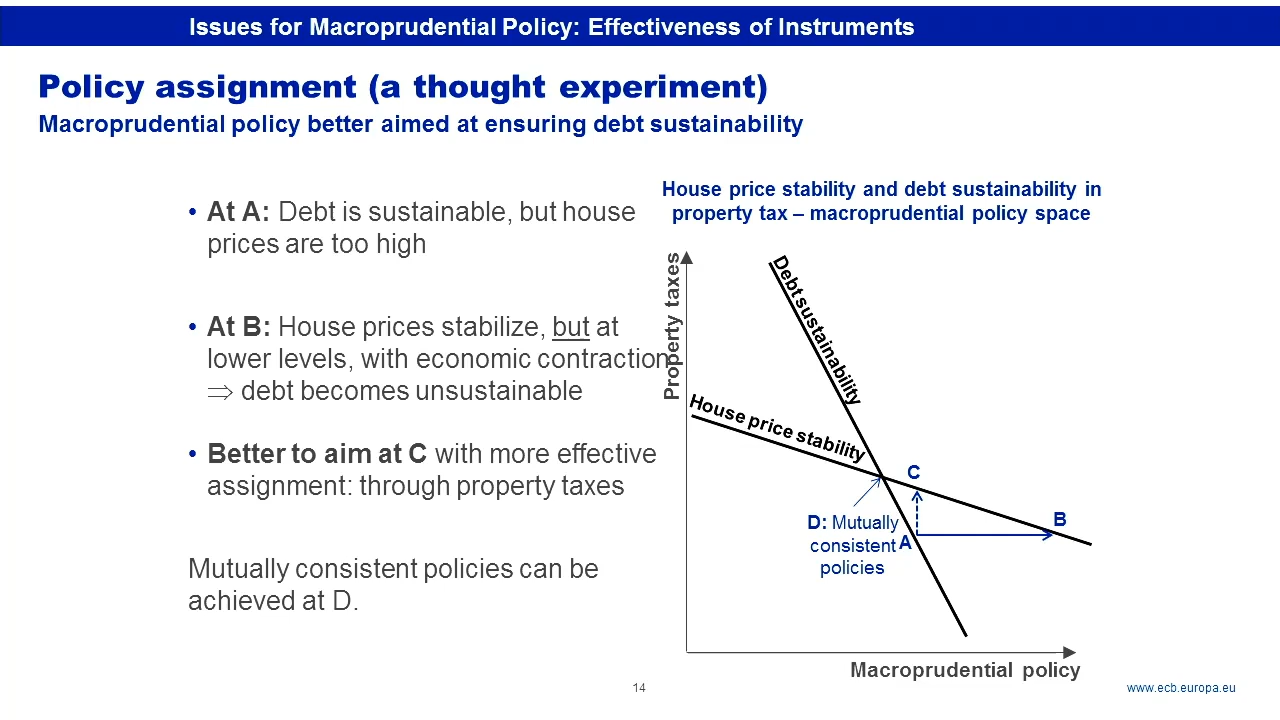 Issues for Macroprudential Policy: Effectiveness of Instruments
Policy assignment (a thought experiment)
Macroprudential policy better aimed at ensuring debt sustainability
• At A: Debt is sustainable, but house
prices are too high
• At B: House prices stabilize, but at
lower levels, with economic contraction
⇒ debt becomes unsustainable
• Better to aim at C with more effective
assignment: through property taxes
Mutually consistent policies can be
achieved at D.
House price stability and debt sustainability in
property tax – macroprudential policy space
Property taxes
Debt sustainability
House price stability
C
B
A
D: Mutually
consistent
policies
Macroprudential policy
14
www.ecb.europa.eu